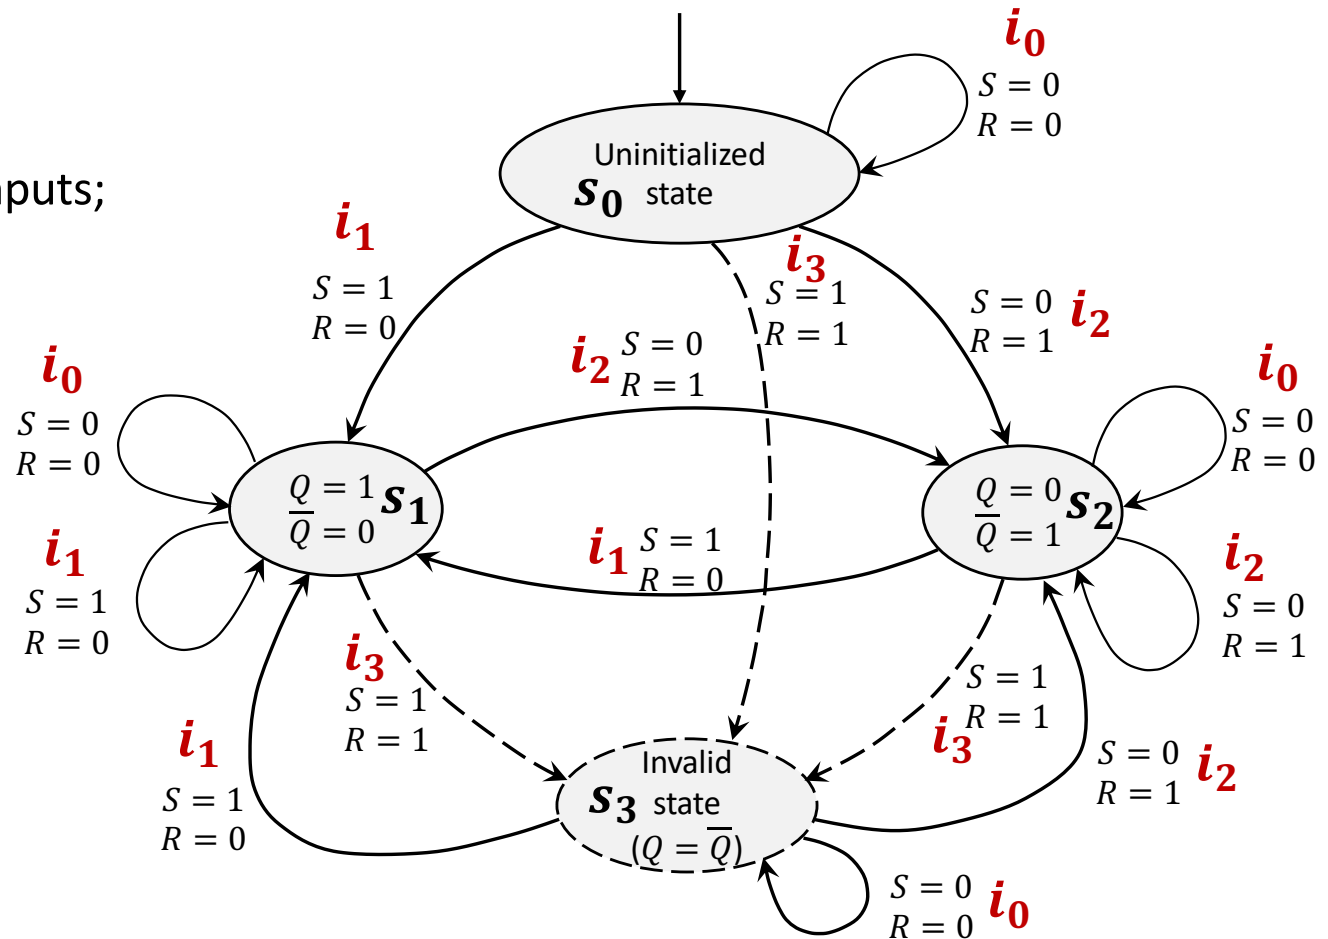 i₀
S = 0
R = 0
Uninitialized
s₀ state
nputs;
i₁
S = 1
R = 0
i₃
S = 1
R = 1
S = 0
R = 1
i₂
i₂
S = 0
R = 1
i₀
S = 0
R = 0
i₀
S = 0
R = 0
Q = 1
Q̅ = 0
s₁
Q = 0
Q̅ = 1
s₂
i₁
S = 1
R = 0
i₁
S = 1
R = 0
i₂
S = 0
R = 1
i₃
S = 1
R = 1
S = 1
R = 1
i₃
i₁
S = 1
R = 0
Invalid
s₃ state
(Q = Q̅)
S = 0
R = 1
i₂
S = 0
R = 0
i₀